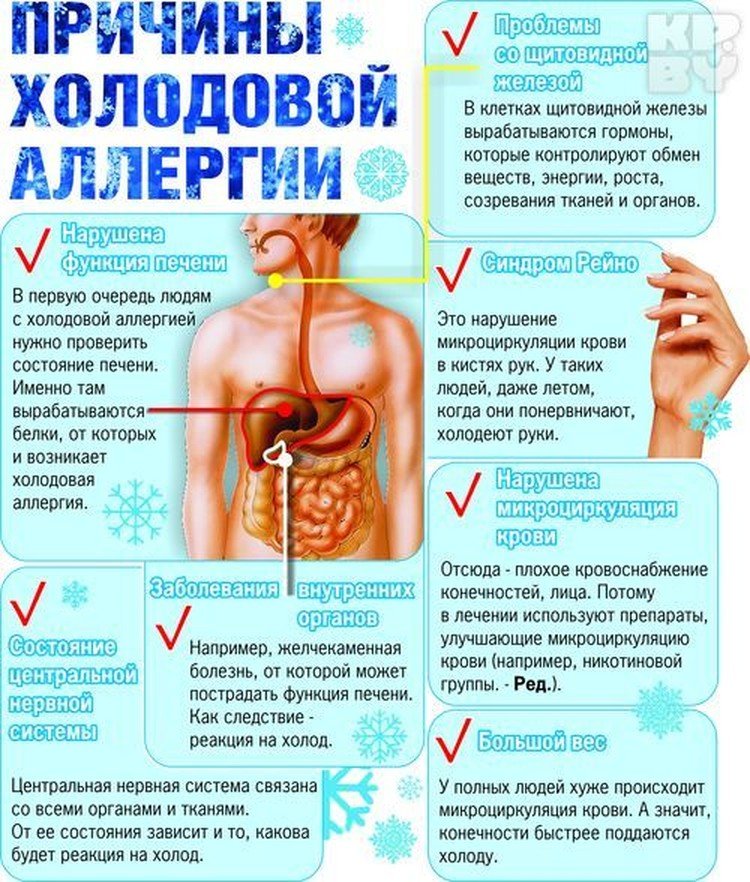 ПРИЧИНЫ
ХОЛОДОВОЙ
АЛЛЕРГИИ
Проблемы
со щитовидной
железой
KP.
BY
В клетках щитовидной железы
вырабатываются гормоны,
которые контролируют обмен
веществ, энергии, роста,
созревания тканей и органов.
Нарушена
функция печени
В первую очередь людям
с холодовой аллергией
нужно проверить
состояние печени.
Именно там
вырабатываются
белки, от которых
и возникает
холодовая
аллергия.
Синдром Рейно
Это нарушение
микроциркуляции крови
в кистях рук. У таких
людей, даже летом,
когда они понервничают,
холодеют руки.
Нарушена
микроциркуляция
крови
Отсюда - плохое кровоснабжение
конечностей, лица. Потому
в лечении используют препараты,
улучшающие микроциркуляцию
крови (например, никотиновой
группы. - Ред.).
Заболевания внутренних
органов
Например, желчекаменная
болезнь, от которой может
пострадать функция печени.
Как следствие -
реакция на холод.
Состояние
центральной
нервной
системы
Центральная нервная система связана
со всеми органами и тканями.
От ее состояния зависит и то, какова
будет реакция на холод.
Большой вес
У полных людей хуже происходит
микроциркуляция крови. А значит,
конечности быстрее поддаются
холоду.